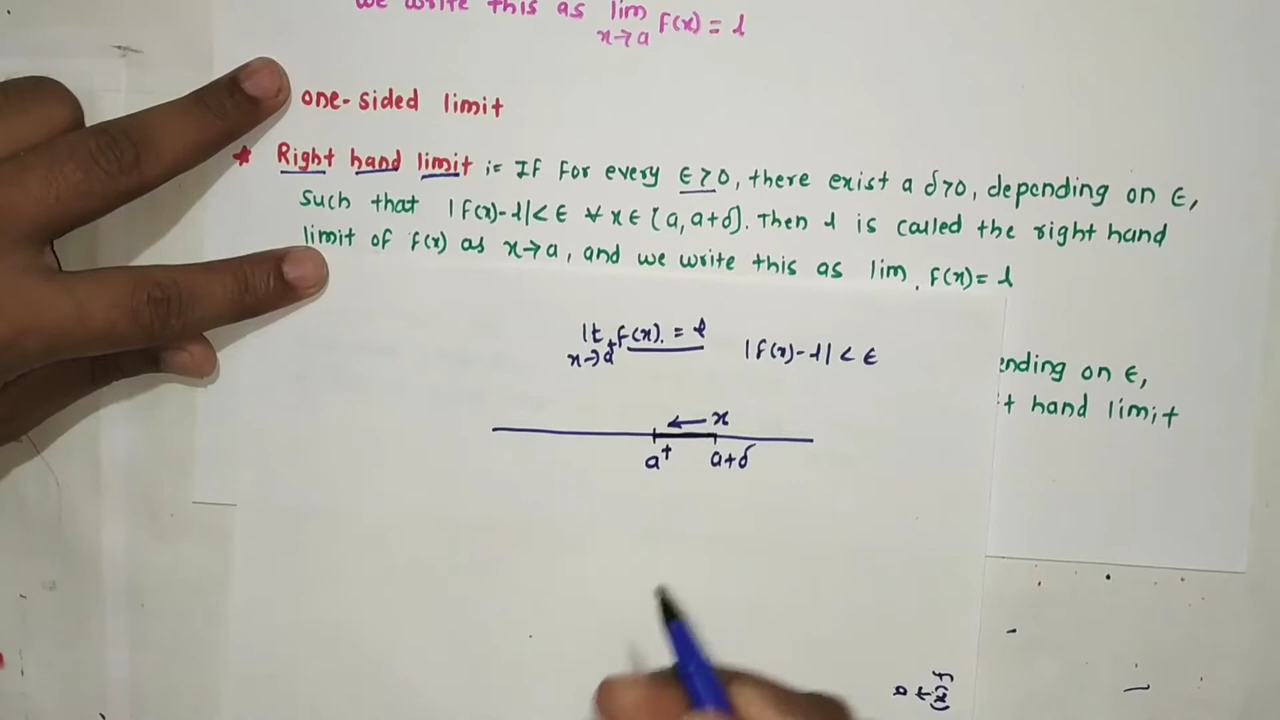 we write this as lim F(x) = l
x→a
one-sided limit
* Right hand limit := If For every ε>0, there exist a δ>0, depending on ε,
Such that |F(x)-l|<ε ∀ x∈(a, a+δ). Then l is called the right hand
limit of f(x) as x→a, and we write this as lim F(x)= l
lt F(x). = l |F(x)-l| < ε
x→a⁺
ending on ε,
t hand limit
← x
a⁺ a+δ
f(x)
→ a